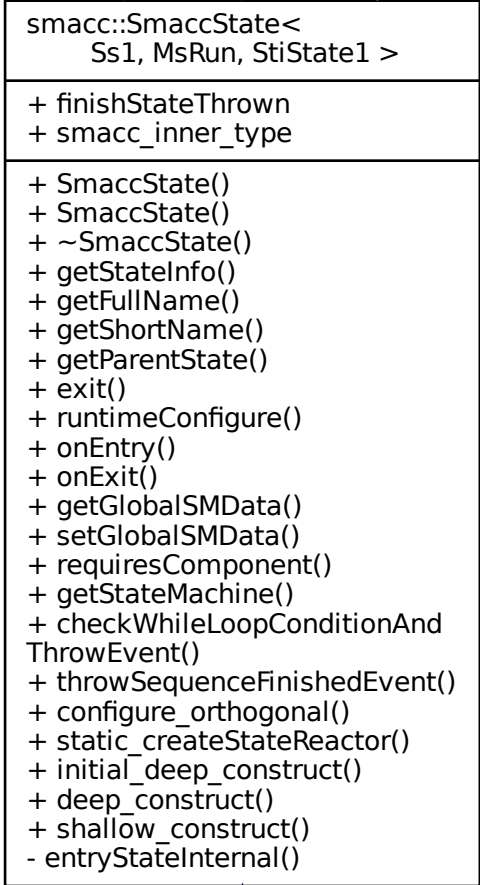 smacc::SmaccState<
Ss1, MsRun, StiState1 >
+ finishStateThrown
+ smacc_inner_type
+ SmaccState()
+ SmaccState()
+ ~SmaccState()
+ getStateInfo()
+ getFullName()
+ getShortName()
+ getParentState()
+ exit()
+ runtimeConfigure()
+ onEntry()
+ onExit()
+ getGlobalSMData()
+ setGlobalSMData()
+ requiresComponent()
+ getStateMachine()
+ checkWhileLoopConditionAnd
ThrowEvent()
+ throwSequenceFinishedEvent()
+ configure_orthogonal()
+ static_createStateReactor()
+ initial_deep_construct()
+ deep_construct()
+ shallow_construct()
- entryStateInternal()